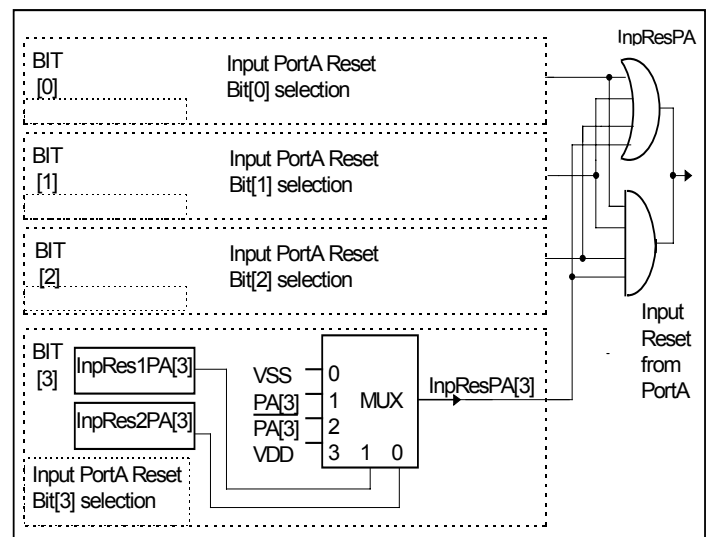 InpResPA
BIT
[0]
Input PortA Reset
Bit[0] selection
BIT
[1]
Input PortA Reset
Bit[1] selection
BIT
[2]
Input PortA Reset
Bit[2] selection
Input
Reset
from
PortA
BIT
[3]
InpRes1PA[3]
InpRes2PA[3]
VSS 0
PA[3] 1
PA[3] 2
VDD 3 1 0
MUX
InpResPA[3]
Input PortA Reset
Bit[3] selection